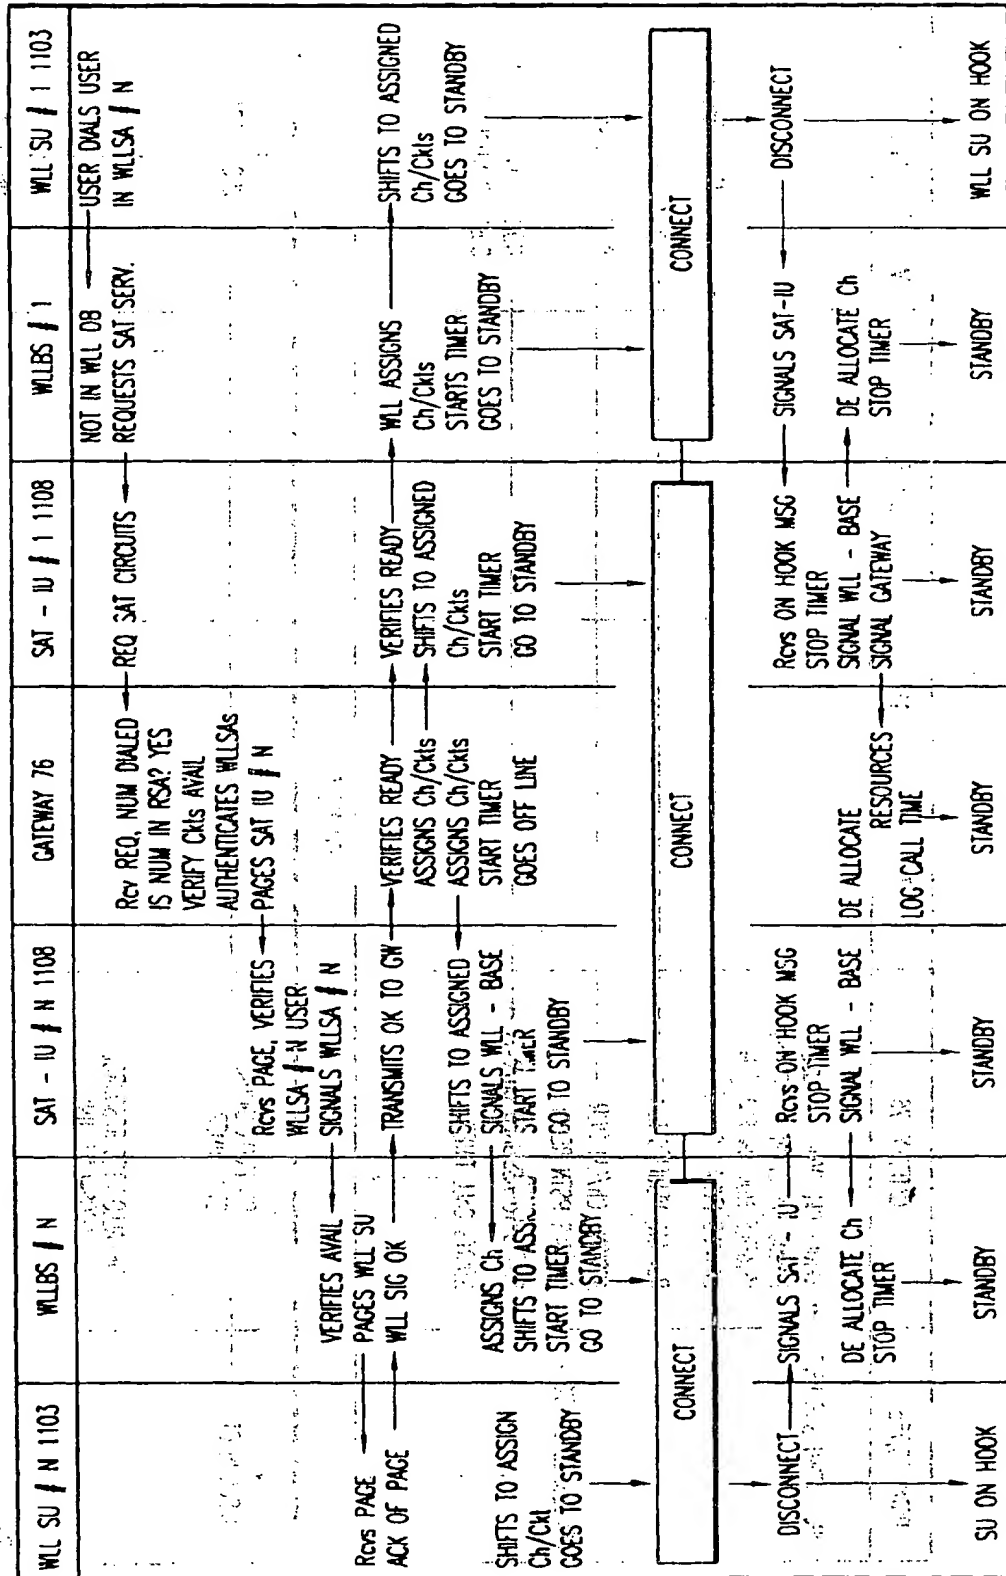 WLL SU # N 1103
Rcvs PAGE
ACK OF PAGE
SHIFTS TO ASSIGN
Ch/Ckt
GOES TO STANDBY
CONNECT
DISCONNECT
SU ON HOOK
WLLBS # N
VERIFIES AVAIL
PAGES WLL SU
WLL SIG OK
ASSIGNS Ch
SHIFTS TO
START TIMER
GO TO STANDBY
SIGNALS SAT - IU
DE ALLOCATE Ch
STOP TIMER
STANDBY
SAT - IU # N 1108
Rcvs PAGE, VERIFIES
WLLSA # N USER
SIGNALS WLLSA # N
TRANSMITS OK TO GW
SHIFTS TO ASSIGNED
SIGNALS WLL - BASE
START TIMER
GO TO STANDBY
CONNECT
Rcvs ON HOOK MSG
STOP TIMER
SIGNAL WLL - BASE
STANDBY
GATEWAY 76
Rcv REQ, NUM DIALED
IS NUM IN RSA? YES
VERIFY Ckts AVAIL
AUTHENTICATES WLLSAs
PAGES SAT IU # N
VERIFIES READY
ASSIGNS Ch/Ckts
ASSIGNS Ch/Ckts
START TIMER
GOES OFF LINE
DE ALLOCATE
RESOURCES
LOG CALL TIME
STANDBY
SAT - IU # 1 1108
REQ SAT CIRCUITS
VERIFIES READY
SHIFTS TO ASSIGNED
Ch/Ckts
START TIMER
GO TO STANDBY
Rcvs ON HOOK MSG
STOP TIMER
SIGNAL WLL - BASE
SIGNAL GATEWAY
STANDBY
WLLBS # 1
NOT IN WLL DB
REQUESTS SAT SERV.
WLL ASSIGNS
Ch/Ckts
STARTS TIMER
GOES TO STANDBY
CONNECT
SIGNALS SAT-IU
DE ALLOCATE Ch
STOP TIMER
STANDBY
WLL SU # 1 1103
USER DIALS USER
IN WLLSA # N
SHIFTS TO ASSIGNED
Ch/Ckts
GOES TO STANDBY
DISCONNECT
WLL SU ON HOOK